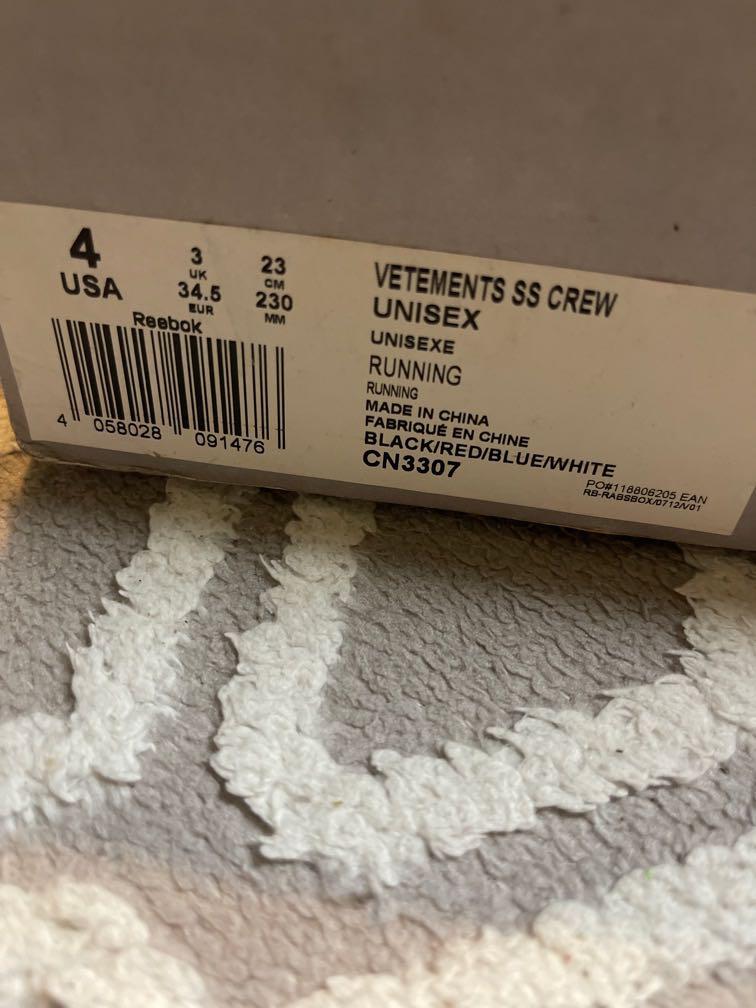 4
USA
3
UK
34.5
EUR
23
CM
230
MM
Reebok
4 058028 091476
VETEMENTS SS CREW
UNISEX
UNISEXE
RUNNING
RUNNING
MADE IN CHINA
FABRIQUÉ EN CHINE
BLACK/RED/BLUE/WHITE
CN3307
PO#118806205 EAN
RB-RABSBOX/0712/V01